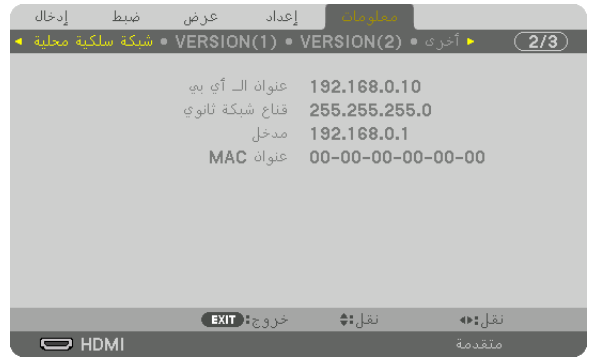 إدخال ضبط عرض إعداد معلومات
شبكة سلكية محلية • VERSION(1) • VERSION(2) • أخرى 2/3
عنوان الـ أي بي 192.168.0.10
قناع شبكة ثانوي 255.255.255.0
مدخل 192.168.0.1
عنوان MAC 00-00-00-00-00-00
EXIT :خروج نقل: نقل:
HDMI متقدمة